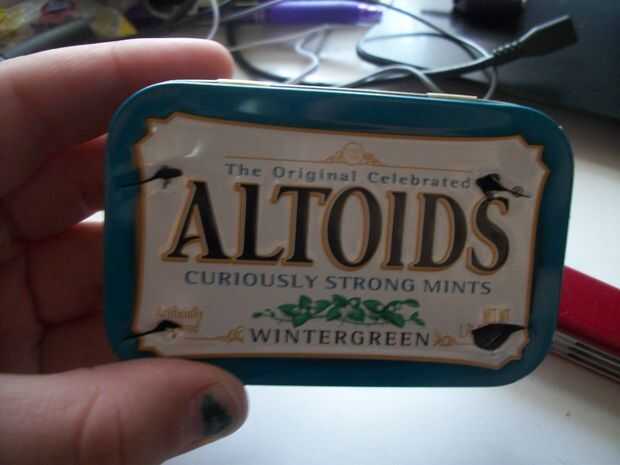 The Original Celebrated
ALTOIDS
CURIOUSLY STRONG MINTS
WINTERGREEN